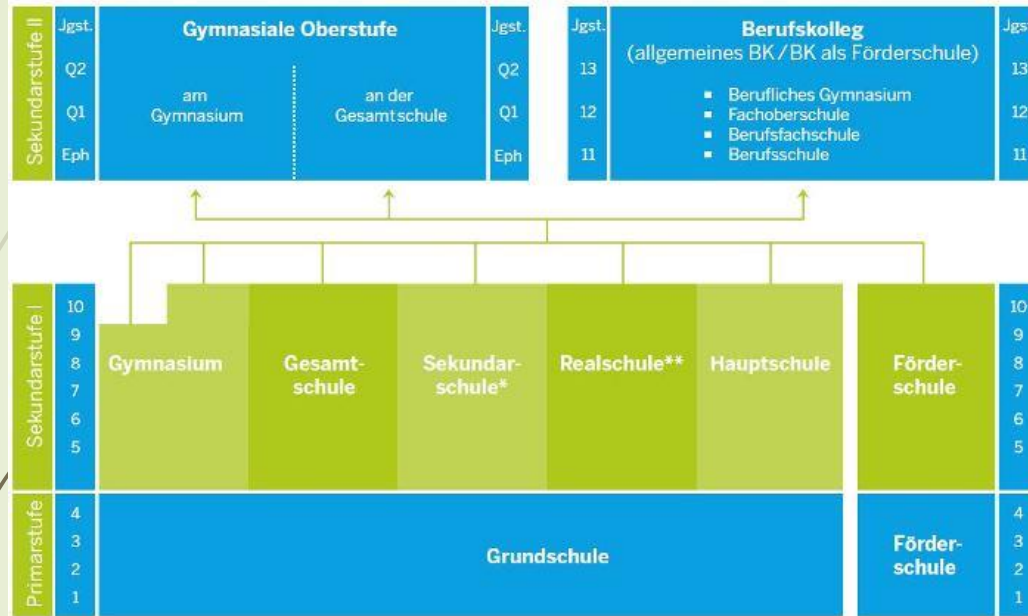 Sekundarstufe II
Jgst.
Q2
Q1
Eph
Gymnasiale Oberstufe
am
Gymnasium
an der
Gesamtschule
Jgst.
Q2
Q1
Eph
Jgst.
13
12
11
Berufskolleg
(allgemeines BK/BK als Förderschule)
▪ Berufliches Gymnasium
▪ Fachoberschule
▪ Berufsfachschule
▪ Berufsschule
Jgst
13
12
11
Sekundarstufe I
10
9
8
7
6
5
Gymnasium
Gesamt-
schule
Sekundar-
schule*
Realschule**
Hauptschule
Förder-
schule
10
9
8
7
6
5
Primarstufe
4
3
2
1
Grundschule
Förder-
schule
4
3
2
1